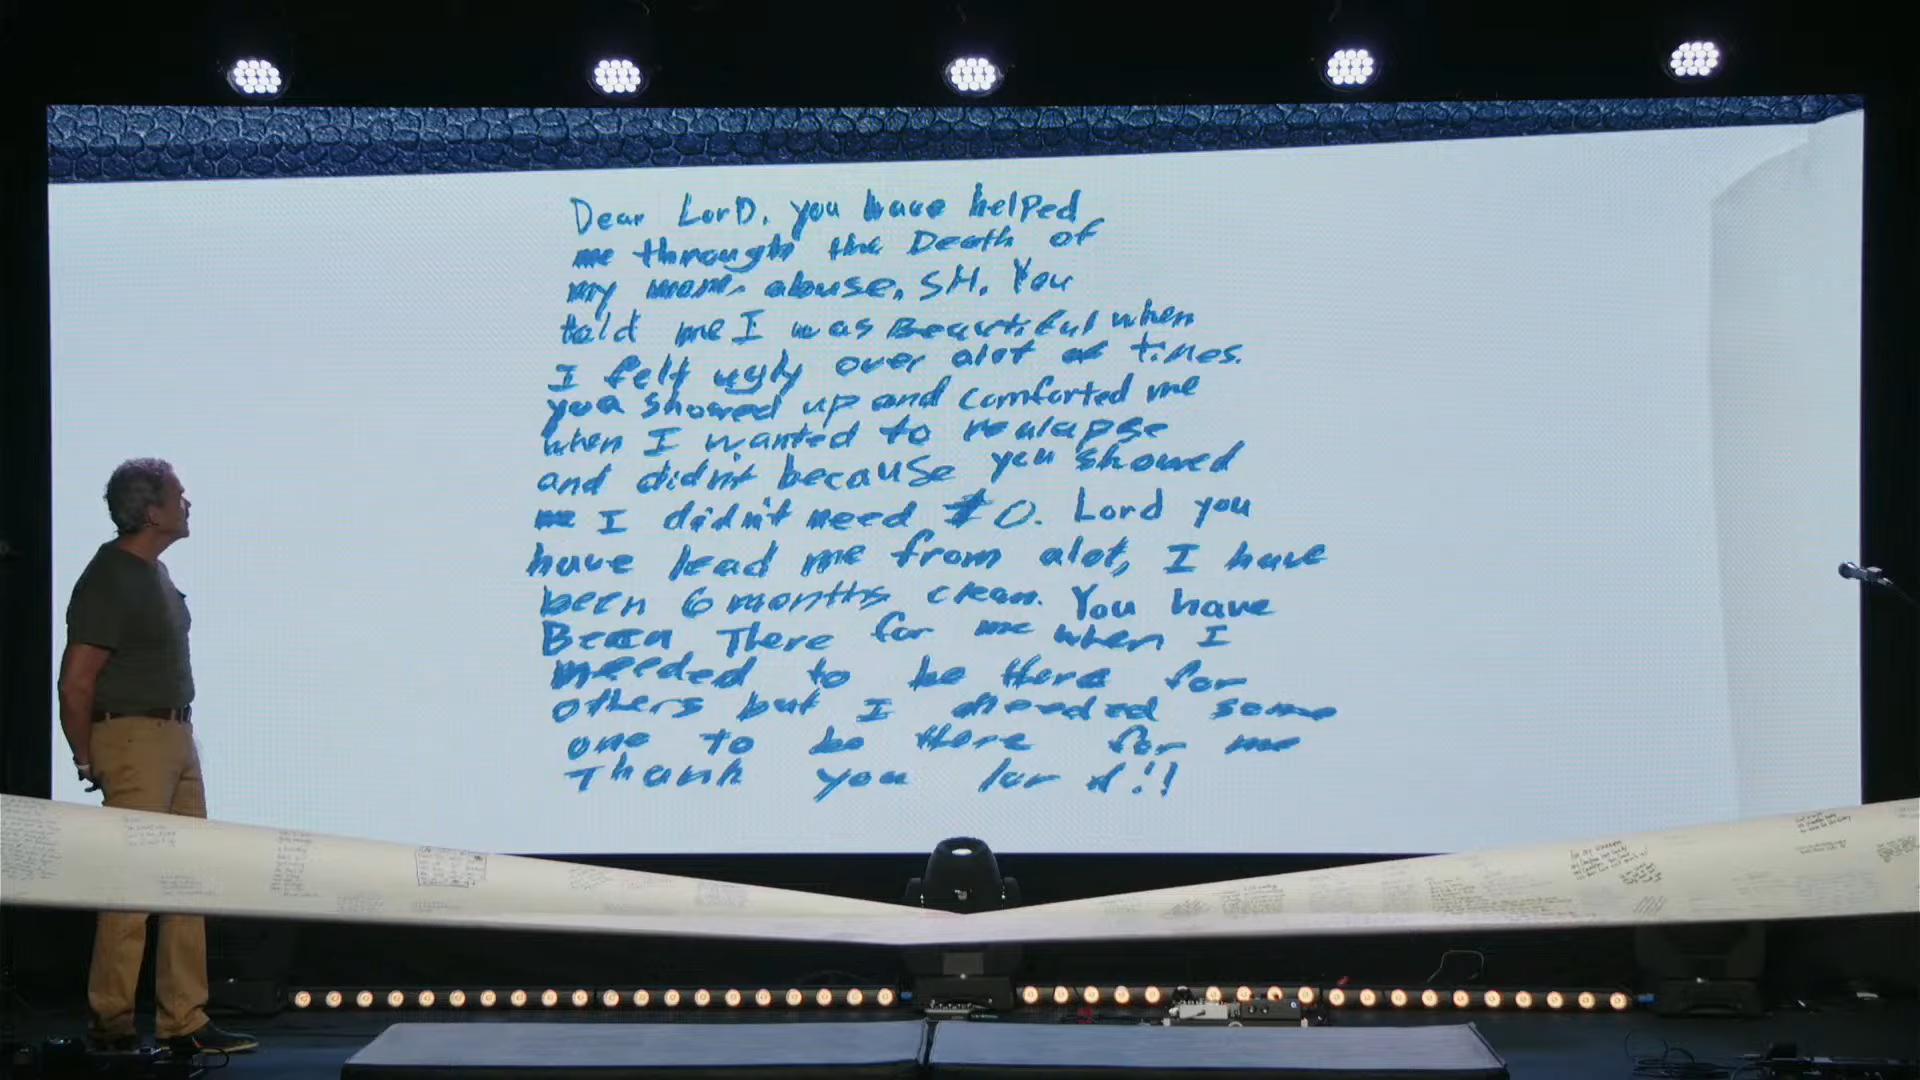 Dear LorD, you have helped
me through the Death of
my mom, abuse, SH. You
told me I was Beautiful when
I felt ugly over alot of times.
you showed up and comforted me
when I wanted to realapse
and didn't because you showed
me I didn't need to. Lord you
have lead me from alot, I have
been 6 months clean. You have
Been There for me when I
needed to be there for
others but I needed some
one to be there for me
Thank you lord!!